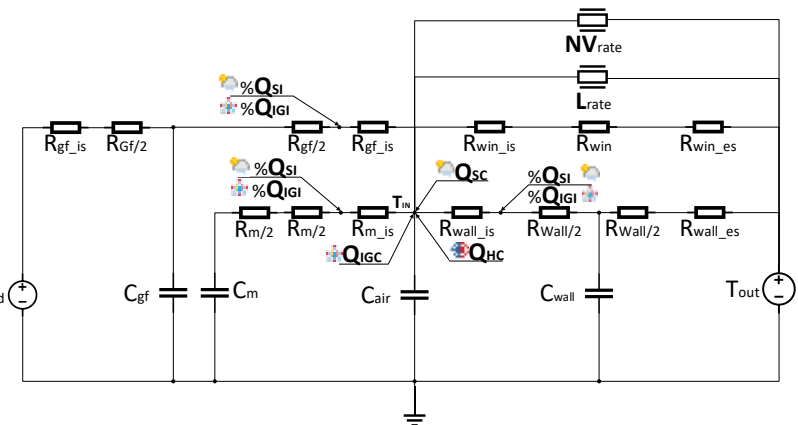 NVrate
Lrate
%QSI
%QIGI
Rgf_is
RGf/2
Rgf/2
Rgf_is
Rwin_is
Rwin
Rwin_es
%QSI
%QIGI
QSC
%QSI
%QIGI
TIN
Rm/2
Rm/2
Rm_is
Rwall_is
RWall/2
RWall/2
Rwall_es
QIGC
QHC
d
Cgf
Cm
Cair
Cwall
Tout